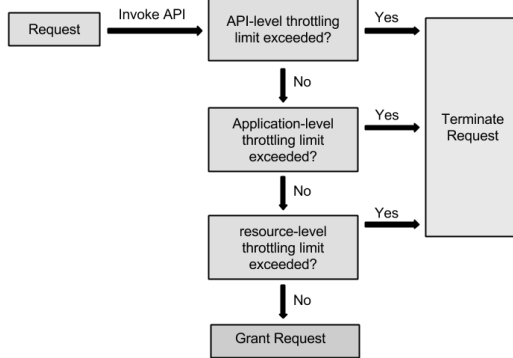 Request
Invoke API
API-level throttling
limit exceeded?
Yes
No
Application-level
throttling limit
exceeded?
Yes
Terminate
Request
No
resource-level
throttling limit
exceeded?
Yes
No
Grant Request